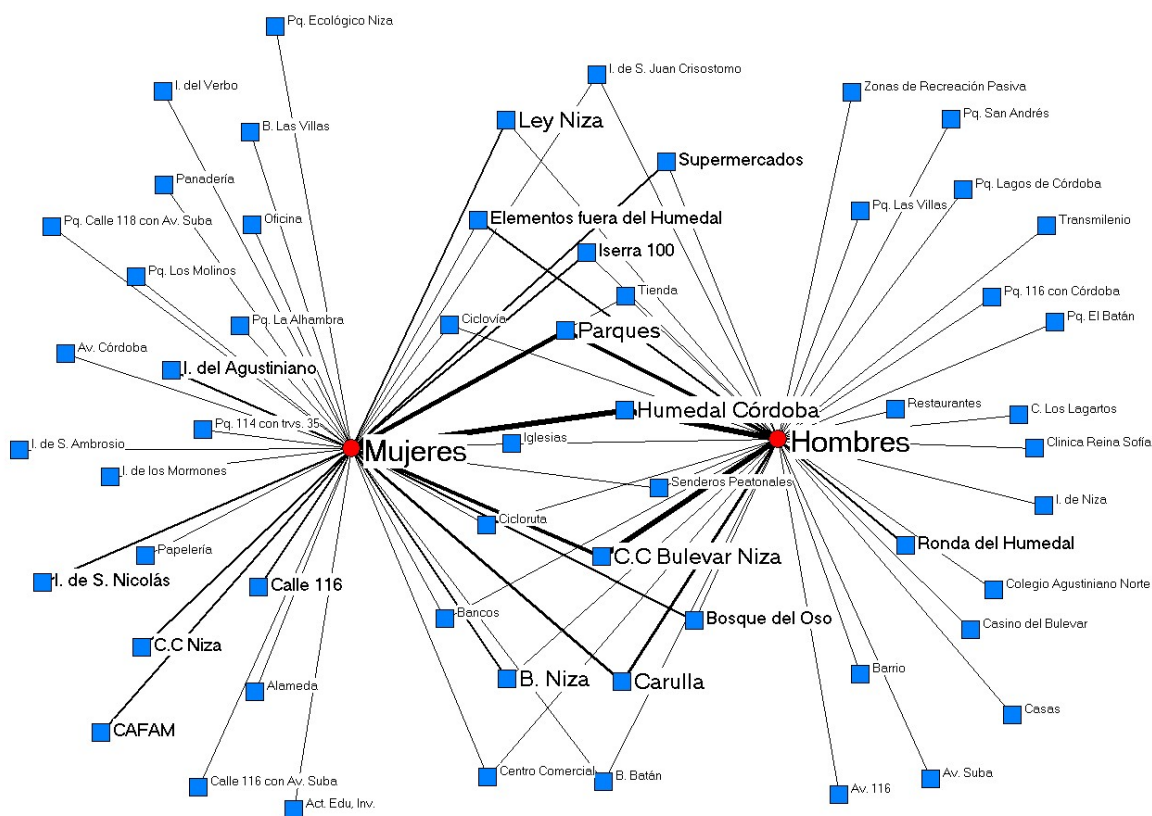 Pq. Ecológico Niza
I. de S. Juan Crisostomo
I. del Verbo
Zonas de Recreación Pasiva
Ley Niza
Pq. San Andrés
B. Las Villas
Supermercados
Panadería
Pq. Lagos de Córdoba
Pq. Las Villas
Elementos fuera del Humedal
Oficina
Pq. Calle 118 con Av. Suba
Transmilenio
Iserra 100
Pq. Los Molinos
Tienda
Pq. 116 con Córdoba
Pq. La Alhambra
Ciclovía
Parques
Pq. El Batán
Av. Córdoba
I. del Agustiniano
Humedal Córdoba
Restaurantes
C. Los Lagartos
Pq. 114 con trvs. 35
Iglesias
Hombres
Mujeres
I. de S. Ambrosio
Clinica Reina Sofía
I. de los Mormones
Senderos Peatonales
I. de Niza
Cicloruta
Papelería
Ronda del Humedal
C.C Bulevar Niza
I. de S. Nicolás
Calle 116
Colegio Agustiniano Norte
Bancos
Bosque del Oso
Casino del Bulevar
C.C Niza
Barrio
B. Niza
Carulla
Alameda
Casas
CAFAM
Centro Comercial
B. Batán
Calle 116 con Av. Suba
Av. Suba
Av. 116
Act. Edu, Inv.